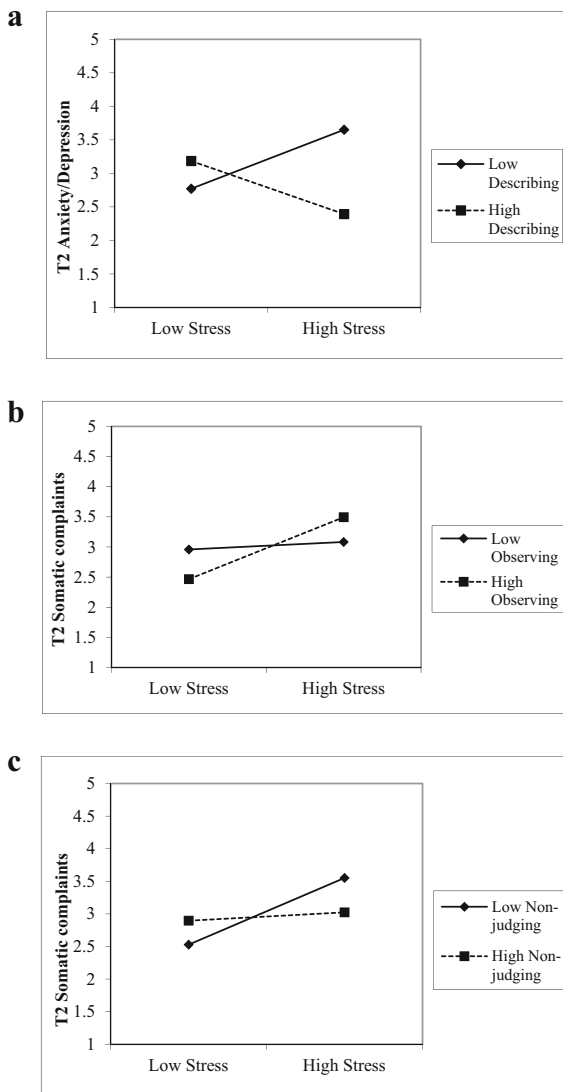 a
T2 Anxiety/Depression
5
4.5
4
3.5
3
2.5
2
1.5
1
Low Stress
High Stress
Low
Describing
High
Describing
b
T2 Somatic complaints
5
4.5
4
3.5
3
2.5
2
1.5
1
Low Stress
High Stress
Low
Observing
High
Observing
c
T2 Somatic complaints
5
4.5
4
3.5
3
2.5
2
1.5
1
Low Stress
High Stress
Low Non-
judging
High Non-
judging